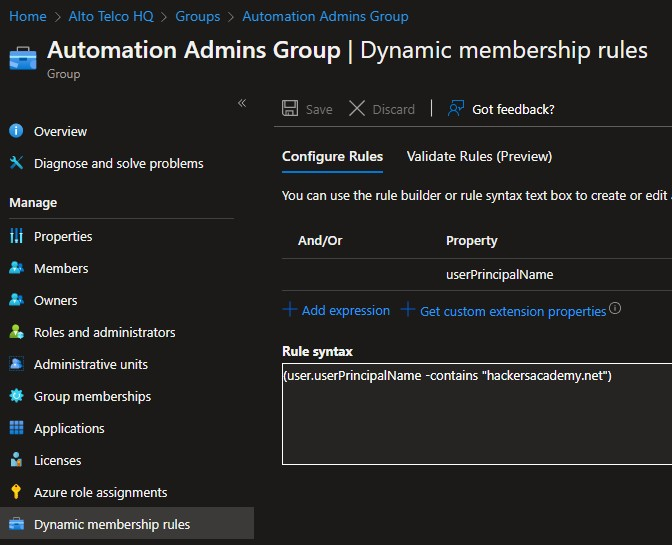 Home > Alto Telco HQ > Groups > Automation Admins Group
Automation Admins Group | Dynamic membership rules
Group
«
Overview
Diagnose and solve problems
Manage
Properties
Members
Owners
Roles and administrators
Administrative units
Group memberships
Applications
Licenses
Azure role assignments
Dynamic membership rules
Save Discard | Got feedback?
Configure Rules Validate Rules (Preview)
You can use the rule builder or rule syntax text box to create or edit
And/Or Property
userPrincipalName
+ Add expression + Get custom extension properties
Rule syntax
(user.userPrincipalName -contains "hackersacademy.net")